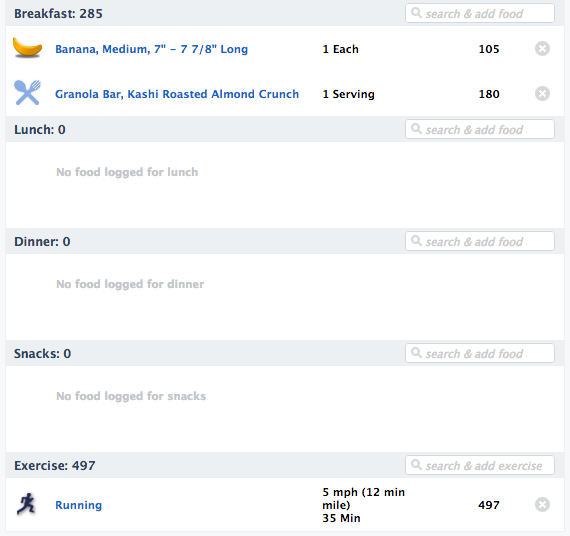 Breakfast: 285
search & add food
Banana, Medium, 7" - 7 7/8" Long 1 Each 105
Granola Bar, Kashi Roasted Almond Crunch 1 Serving 180
Lunch: 0
search & add food
No food logged for lunch
Dinner: 0
search & add food
No food logged for dinner
Snacks: 0
search & add food
No food logged for snacks
Exercise: 497
search & add exercise
Running
5 mph (12 min
mile)
35 Min
497